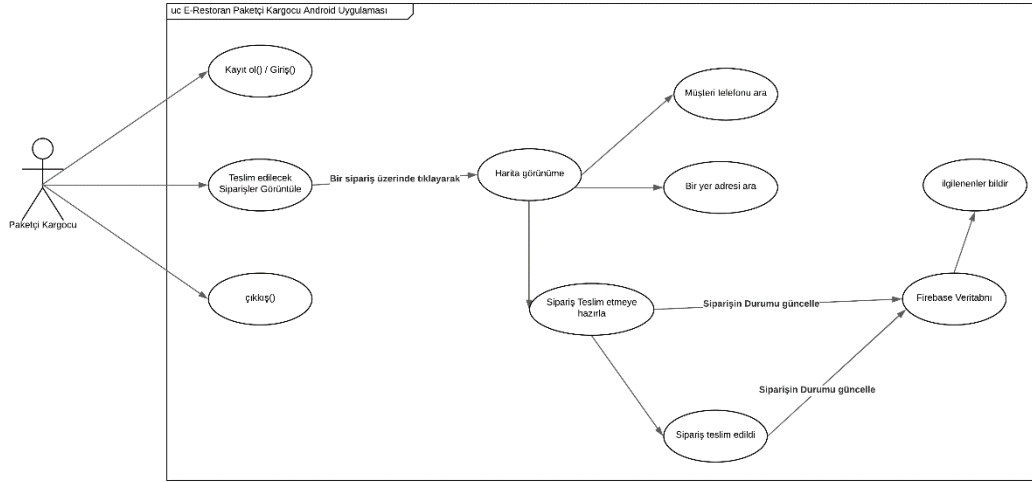 uc E-Restoran Paketçi Kargocu Android Uygulaması
Kayıt ol() / Giriş()
Müşleri telefonu ara
Teslim edilecek
Siparişler Görüntüle
Bir sipariş üzerinde tıklayarak
Harita görünüme
Bir yer adresi ara
ilgilenenler bildir
Paketçi Kargocu
çıkkış()
Sipariş Teslim etmeye
hazırla
Siparişin Durumu güncelle
Firebase Veritabnı
Siparişin Durumu güncelle
Sipariş teslim edildi